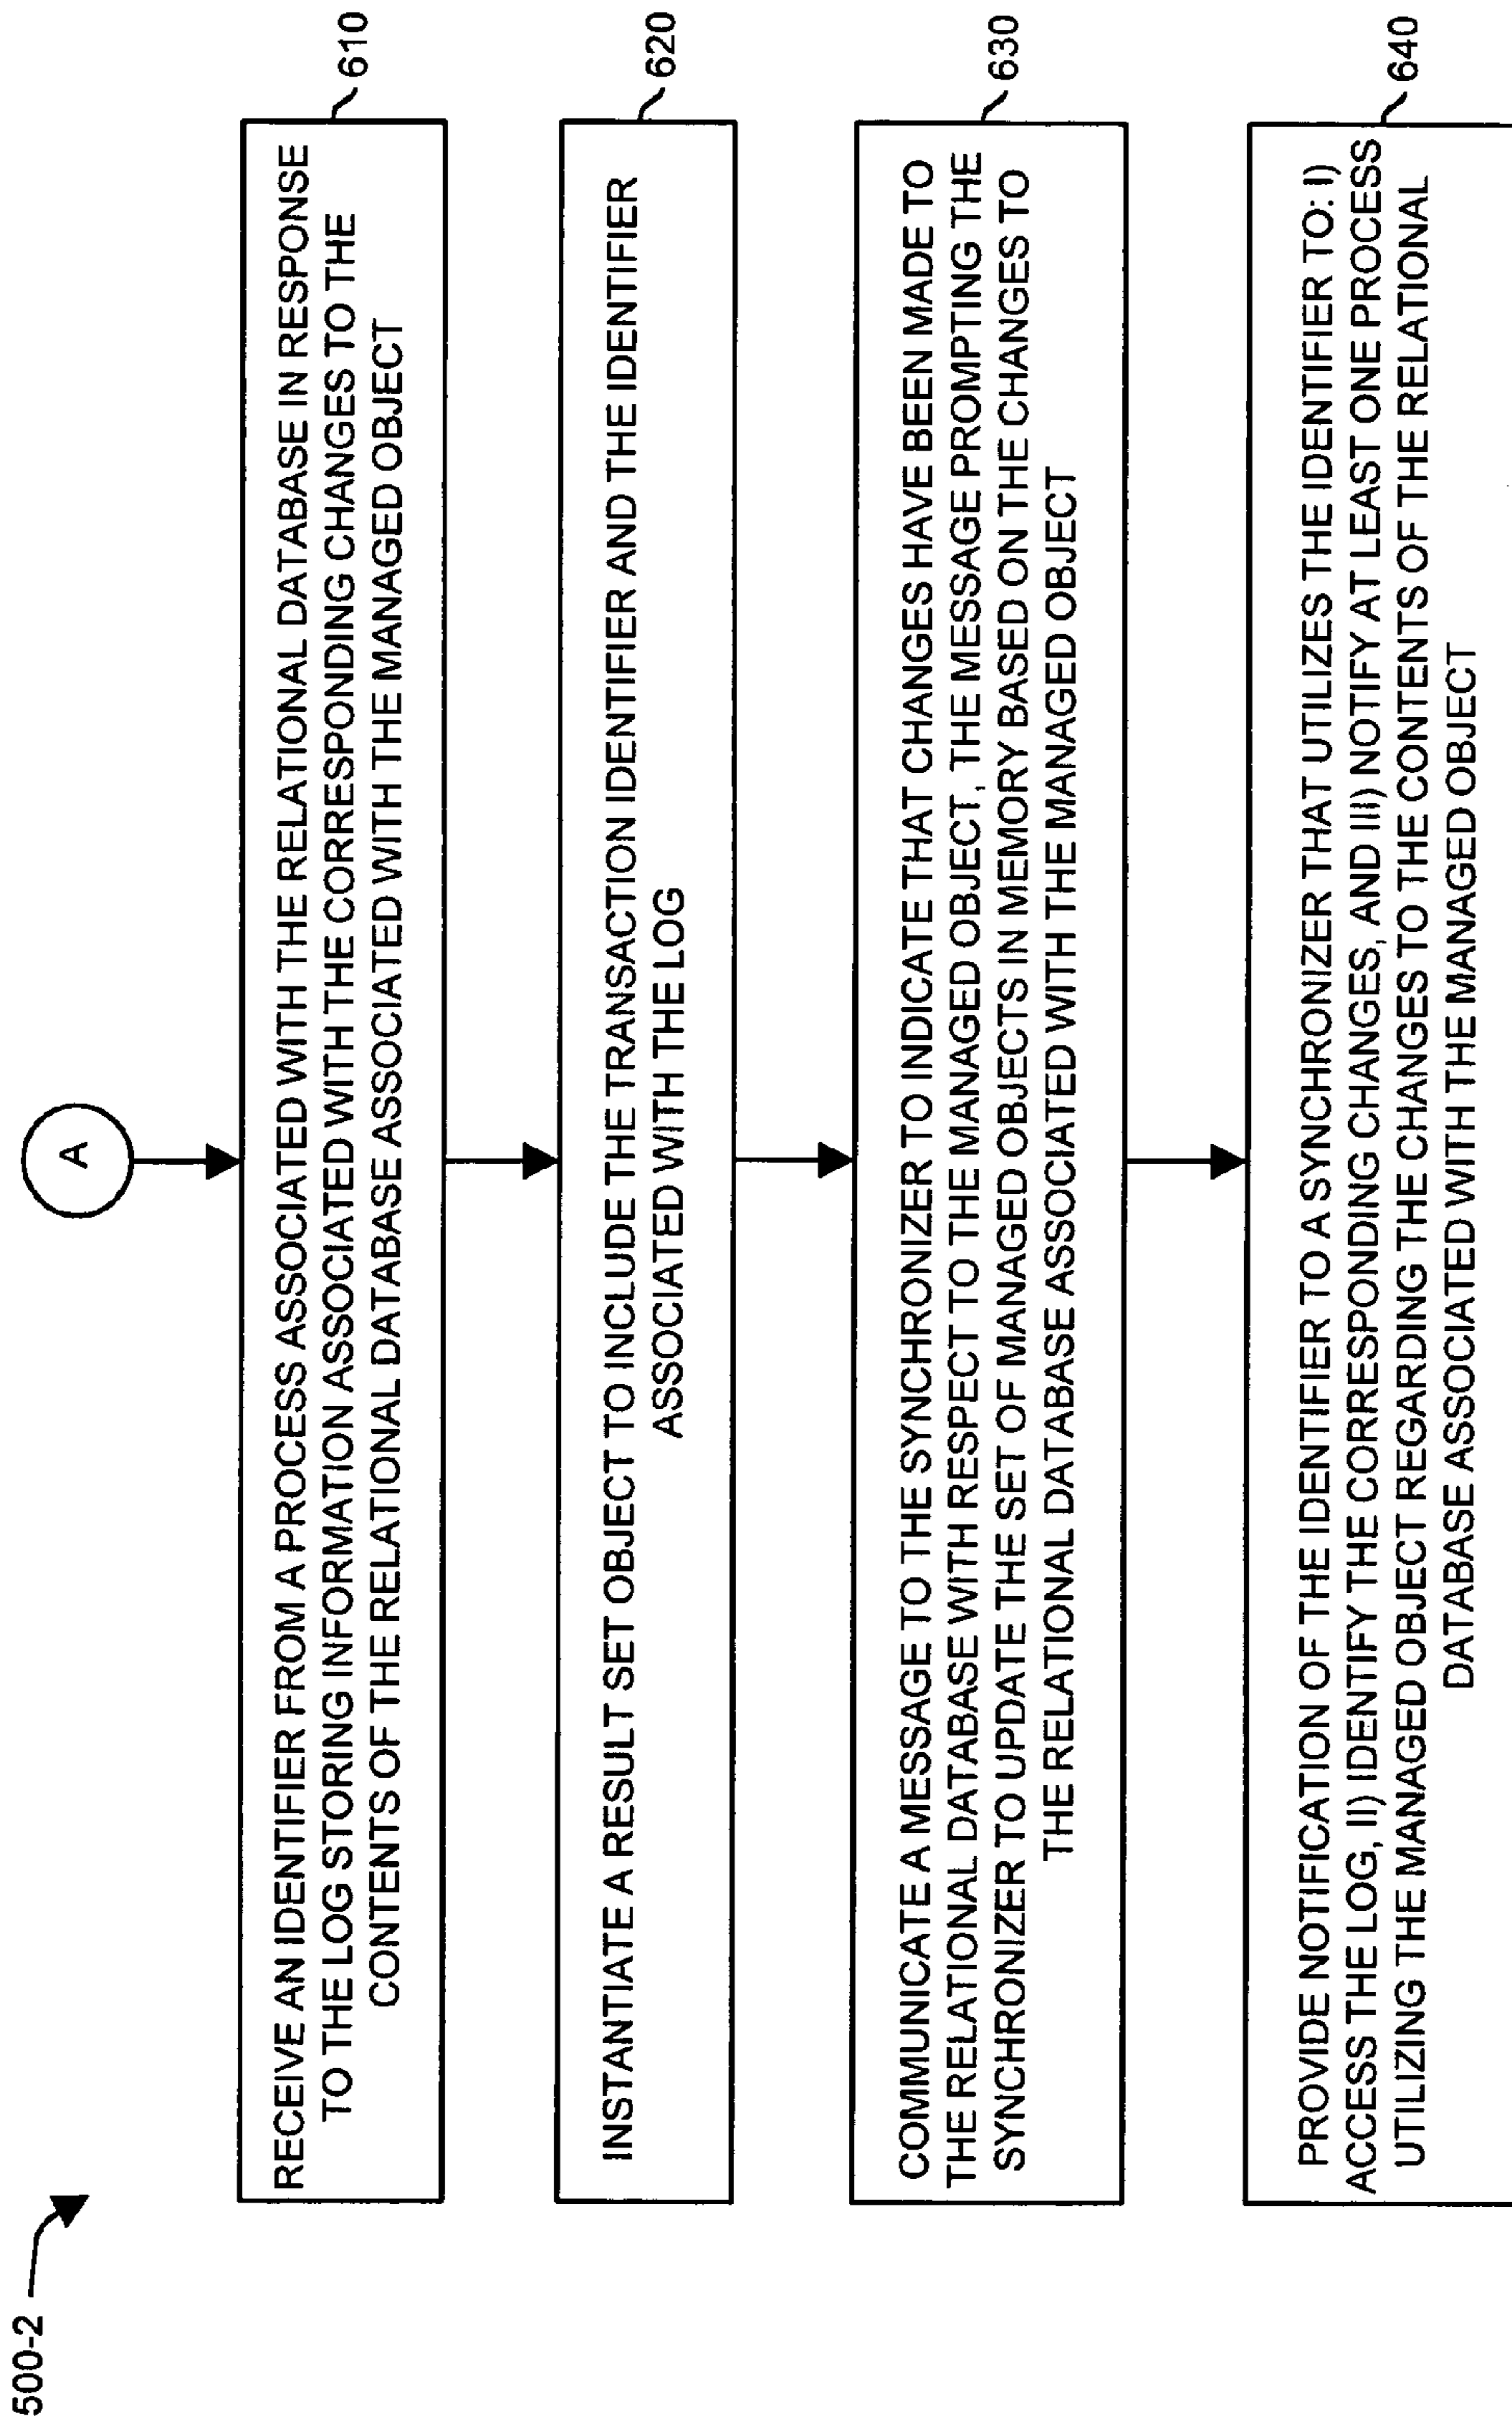 500-2
A
RECEIVE AN IDENTIFIER FROM A PROCESS ASSOCIATED WITH THE RELATIONAL DATABASE IN RESPONSE
TO THE LOG STORING INFORMATION ASSOCIATED WITH THE CORRESPONDING CHANGES TO THE
CONTENTS OF THE RELATIONAL DATABASE ASSOCIATED WITH THE MANAGED OBJECT
610
INSTANTIATE A RESULT SET OBJECT TO INCLUDE THE TRANSACTION IDENTIFIER AND THE IDENTIFIER
ASSOCIATED WITH THE LOG
620
COMMUNICATE A MESSAGE TO THE SYNCHRONIZER TO INDICATE THAT CHANGES HAVE BEEN MADE TO
THE RELATIONAL DATABASE WITH RESPECT TO THE MANAGED OBJECT, THE MESSAGE PROMPTING THE
SYNCHRONIZER TO UPDATE THE SET OF MANAGED OBJECTS IN MEMORY BASED ON THE CHANGES TO
THE RELATIONAL DATABASE ASSOCIATED WITH THE MANAGED OBJECT
630
PROVIDE NOTIFICATION OF THE IDENTIFIER TO A SYNCHRONIZER THAT UTILIZES THE IDENTIFIER TO: I)
ACCESS THE LOG, II) IDENTIFY THE CORRESPONDING CHANGES, AND III) NOTIFY AT LEAST ONE PROCESS
UTILIZING THE MANAGED OBJECT REGARDING THE CHANGES TO THE CONTENTS OF THE RELATIONAL
DATABASE ASSOCIATED WITH THE MANAGED OBJECT
640